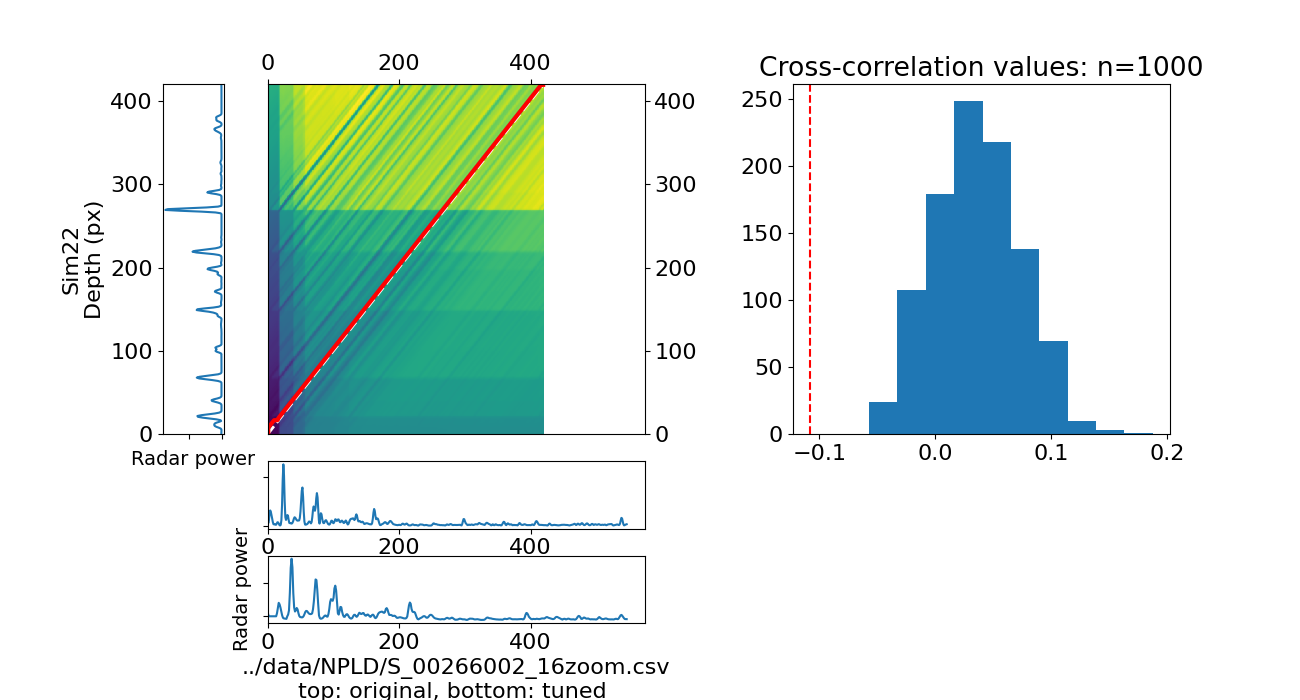 0 200 400
Cross-correlation values: n=1000
400
300
200
100
0
Sim22
Depth (px)
Radar power
400
300
200
100
0
250
200
150
100
50
0
−0.1 0.0 0.1 0.2
0 200 400
Radar power
0 200 400
../data/NPLD/S_00266002_16zoom.csv
top: original, bottom: tuned